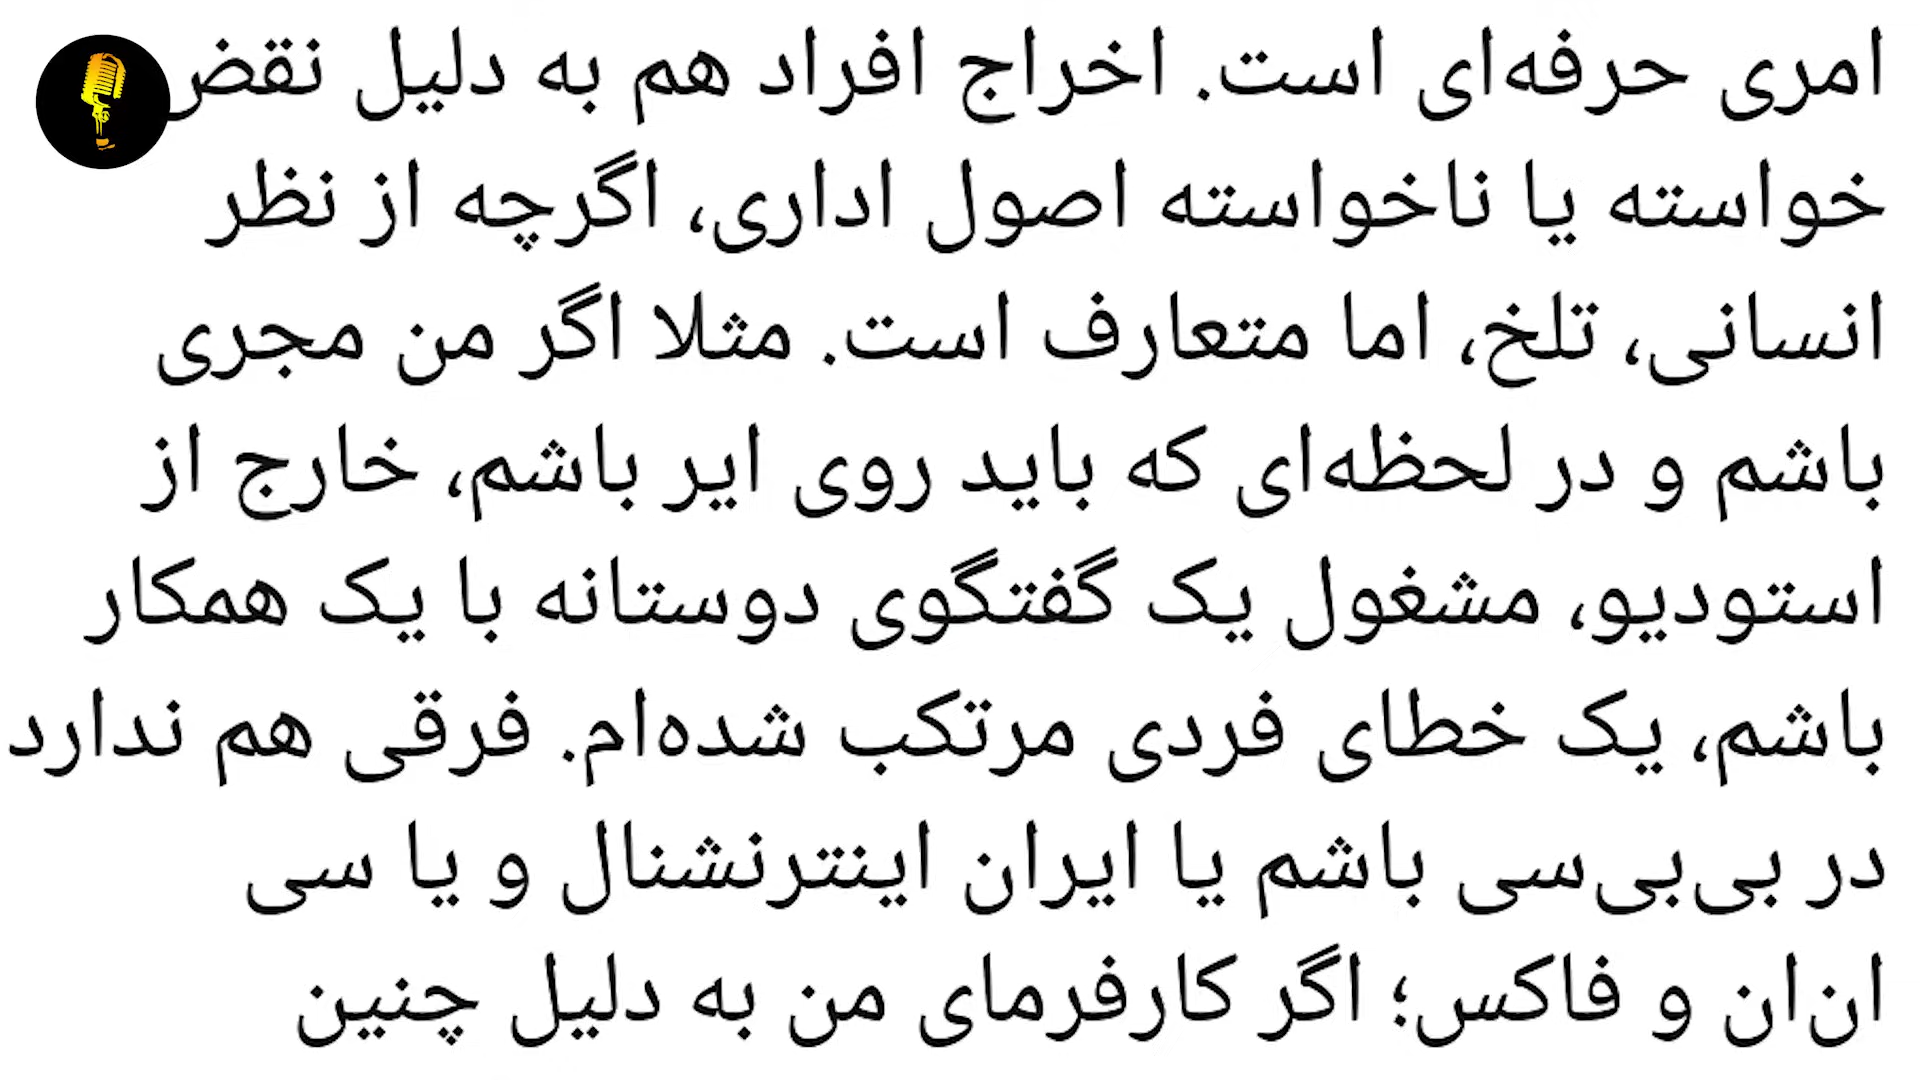 امری حرفه‌ای است. اخراج افراد هم به دلیل نقض
خواسته یا ناخواسته اصول اداری، اگرچه از نظر
انسانی، تلخ، اما متعارف است. مثلا اگر من مجری
باشم و در لحظه‌ای که باید روی ایر باشم، خارج از
استودیو، مشغول یک گفتگوی دوستانه با یک همکار
باشم، یک خطای فردی مرتکب شده‌ام. فرقی هم ندارد
در بی‌بی‌سی باشم یا ایران اینترنشنال و یا سی
ان‌ان و فاکس؛ اگر کارفرمای من به دلیل چنین